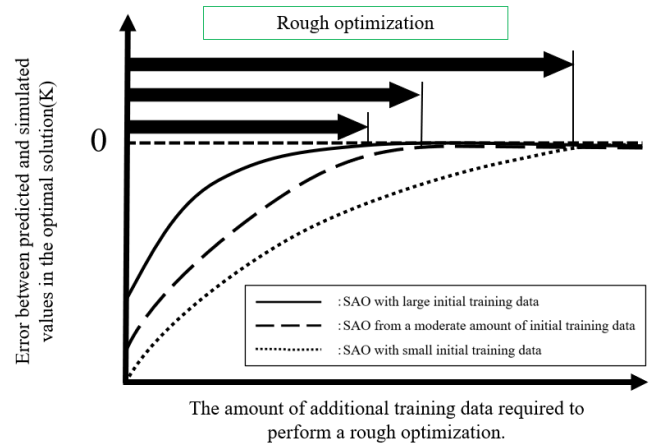 Rough optimization
Error between predicted and simulated
values in the optimal solution(K)
0
: SAO with large initial training data
: SAO from a moderate amount of initial training data
: SAO with small initial training data
The amount of additional training data required to
perform a rough optimization.